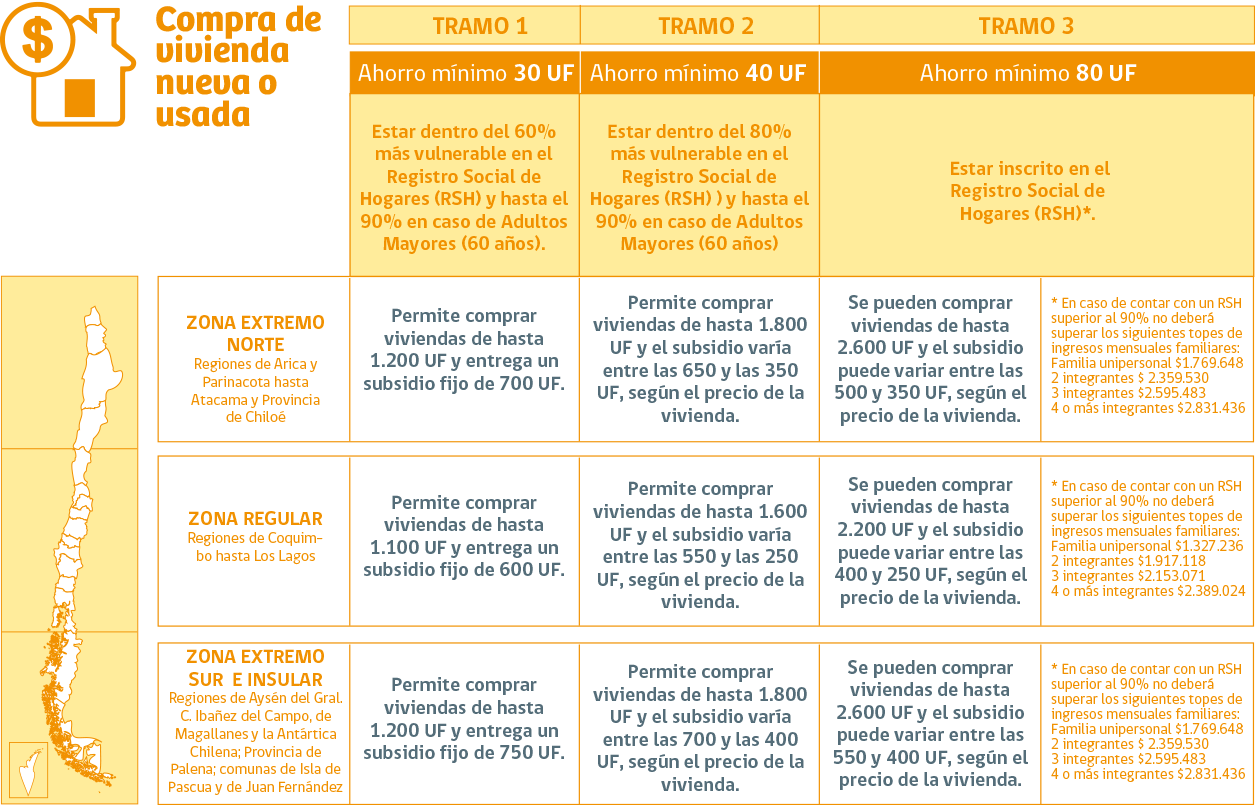 $
Compra de
vivienda
nueva o
usada
TRAMO 1
TRAMO 2
TRAMO 3
Ahorro mínimo 30 UF
Ahorro mínimo 40 UF
Ahorro mínimo 80 UF
Estar dentro del 60%
más vulnerable en el
Registro Social de
Hogares (RSH) y hasta el
90% en caso de Adultos
Mayores (60 años).
Estar dentro del 80%
más vulnerable en el
Registro Social de
Hogares (RSH) ) y hasta el
90% en caso de Adultos
Mayores (60 años)
Estar inscrito en el
Registro Social de
Hogares (RSH)*.
ZONA EXTREMO
NORTE
Regiones de Arica y
Parinacota hasta
Atacama y Provincia
de Chiloé
Permite comprar
viviendas de hasta
1.200 UF y entrega un
subsidio fijo de 700 UF.
Permite comprar
viviendas de hasta 1.800
UF y el subsidio varía
entre las 650 y las 350
UF, según el precio de la
vivienda.
Se pueden comprar
viviendas de hasta
2.600 UF y el subsidio
puede variar entre las
500 y 350 UF, según el
precio de la vivienda.
* En caso de contar con un RSH
superior al 90% no deberá
superar los siguientes topes de
ingresos mensuales familiares:
Familia unipersonal $1.769.648
2 integrantes $ 2.359.530
3 integrantes $2.595.483
4 o más integrantes $2.831.436
ZONA REGULAR
Regiones de Coquim-
bo hasta Los Lagos
Permite comprar
viviendas de hasta
1.100 UF y entrega un
subsidio fijo de 600 UF.
Permite comprar
viviendas de hasta 1.600
UF y el subsidio varía
entre las 550 y las 250
UF, según el precio de la
vivienda.
Se pueden comprar
viviendas de hasta
2.200 UF y el subsidio
puede variar entre las
400 y 250 UF, según el
precio de la vivienda.
* En caso de contar con un RSH
superior al 90% no deberá
superar los siguientes topes de
ingresos mensuales familiares:
Familia unipersonal $1.327.236
2 integrantes $1.917.118
3 integrantes $2.153.071
4 o más integrantes $2.389.024
ZONA EXTREMO
SUR E INSULAR
Regiones de Aysén del Gral.
C. Ibañez del Campo, de
Magallanes y la Antártica
Chilena; Provincia de
Palena; comunas de Isla de
Pascua y de Juan Fernández
Permite comprar
viviendas de hasta
1.200 UF y entrega un
subsidio fijo de 750 UF.
Permite comprar
viviendas de hasta 1.800
UF y el subsidio varía
entre las 700 y las 400
UF, según el precio de la
vivienda.
Se pueden comprar
viviendas de hasta
2.600 UF y el subsidio
puede variar entre las
550 y 400 UF, según el
precio de la vivienda.
* En caso de contar con un RSH
superior al 90% no deberá
superar los siguientes topes de
ingresos mensuales familiares:
Familia unipersonal $1.769.648
2 integrantes $ 2.359.530
3 integrantes $2.595.483
4 o más integrantes $2.831.436